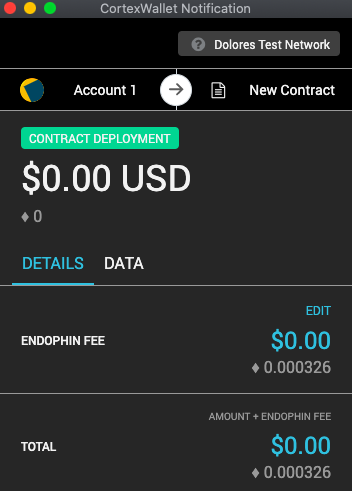 CortexWallet Notification
Dolores Test Network
Account 1
New Contract
CONTRACT DEPLOYMENT
$0.00 USD
0
DETAILS DATA
EDIT
ENDOPHIN FEE
$0.00
0.000326
AMOUNT + ENDOPHIN FEE
TOTAL
$0.00
0.000326